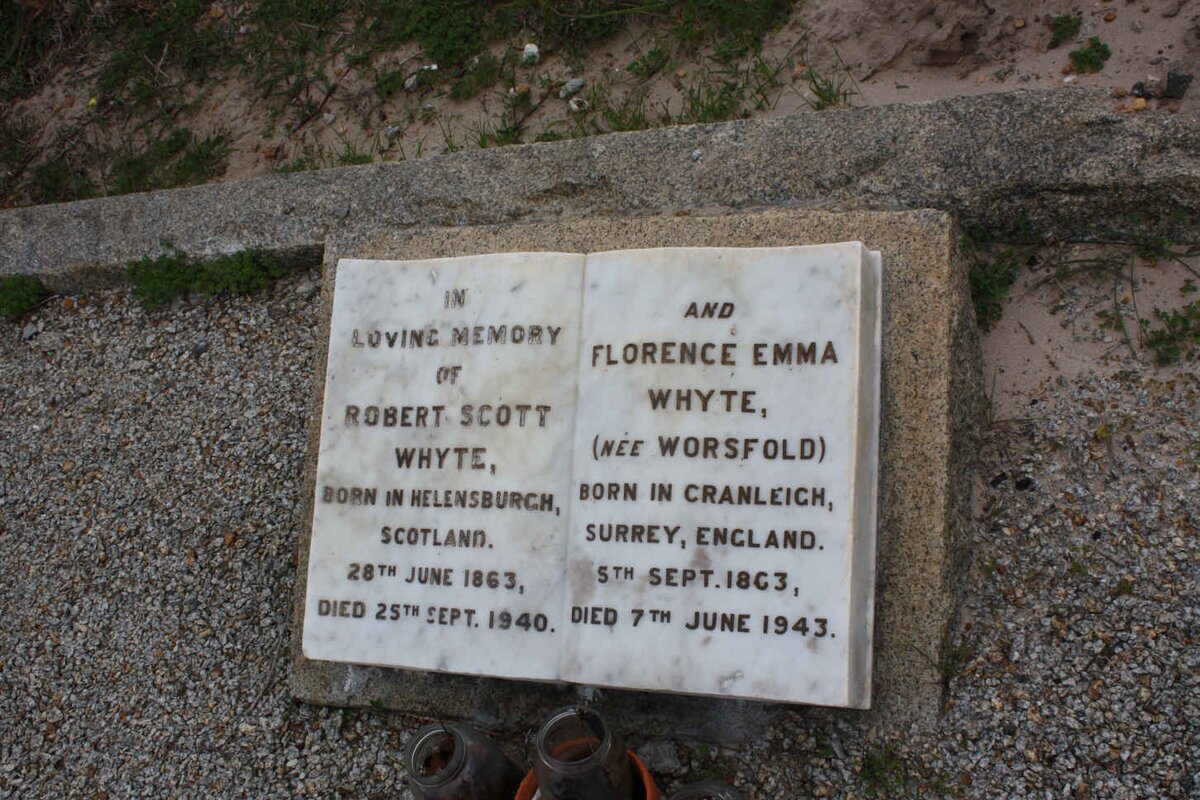 IN
LOVING MEMORY
OF
ROBERT SCOTT
WHYTE,
BORN IN HELENSBURGH,
SCOTLAND.
28TH JUNE 1863,
DIED 25TH SEPT. 1940.
AND
FLORENCE EMMA
WHYTE,
(NÉE WORSFOLD)
BORN IN CRANLEIGH,
SURREY, ENGLAND.
5TH SEPT. 1863,
DIED 7TH JUNE 1943.